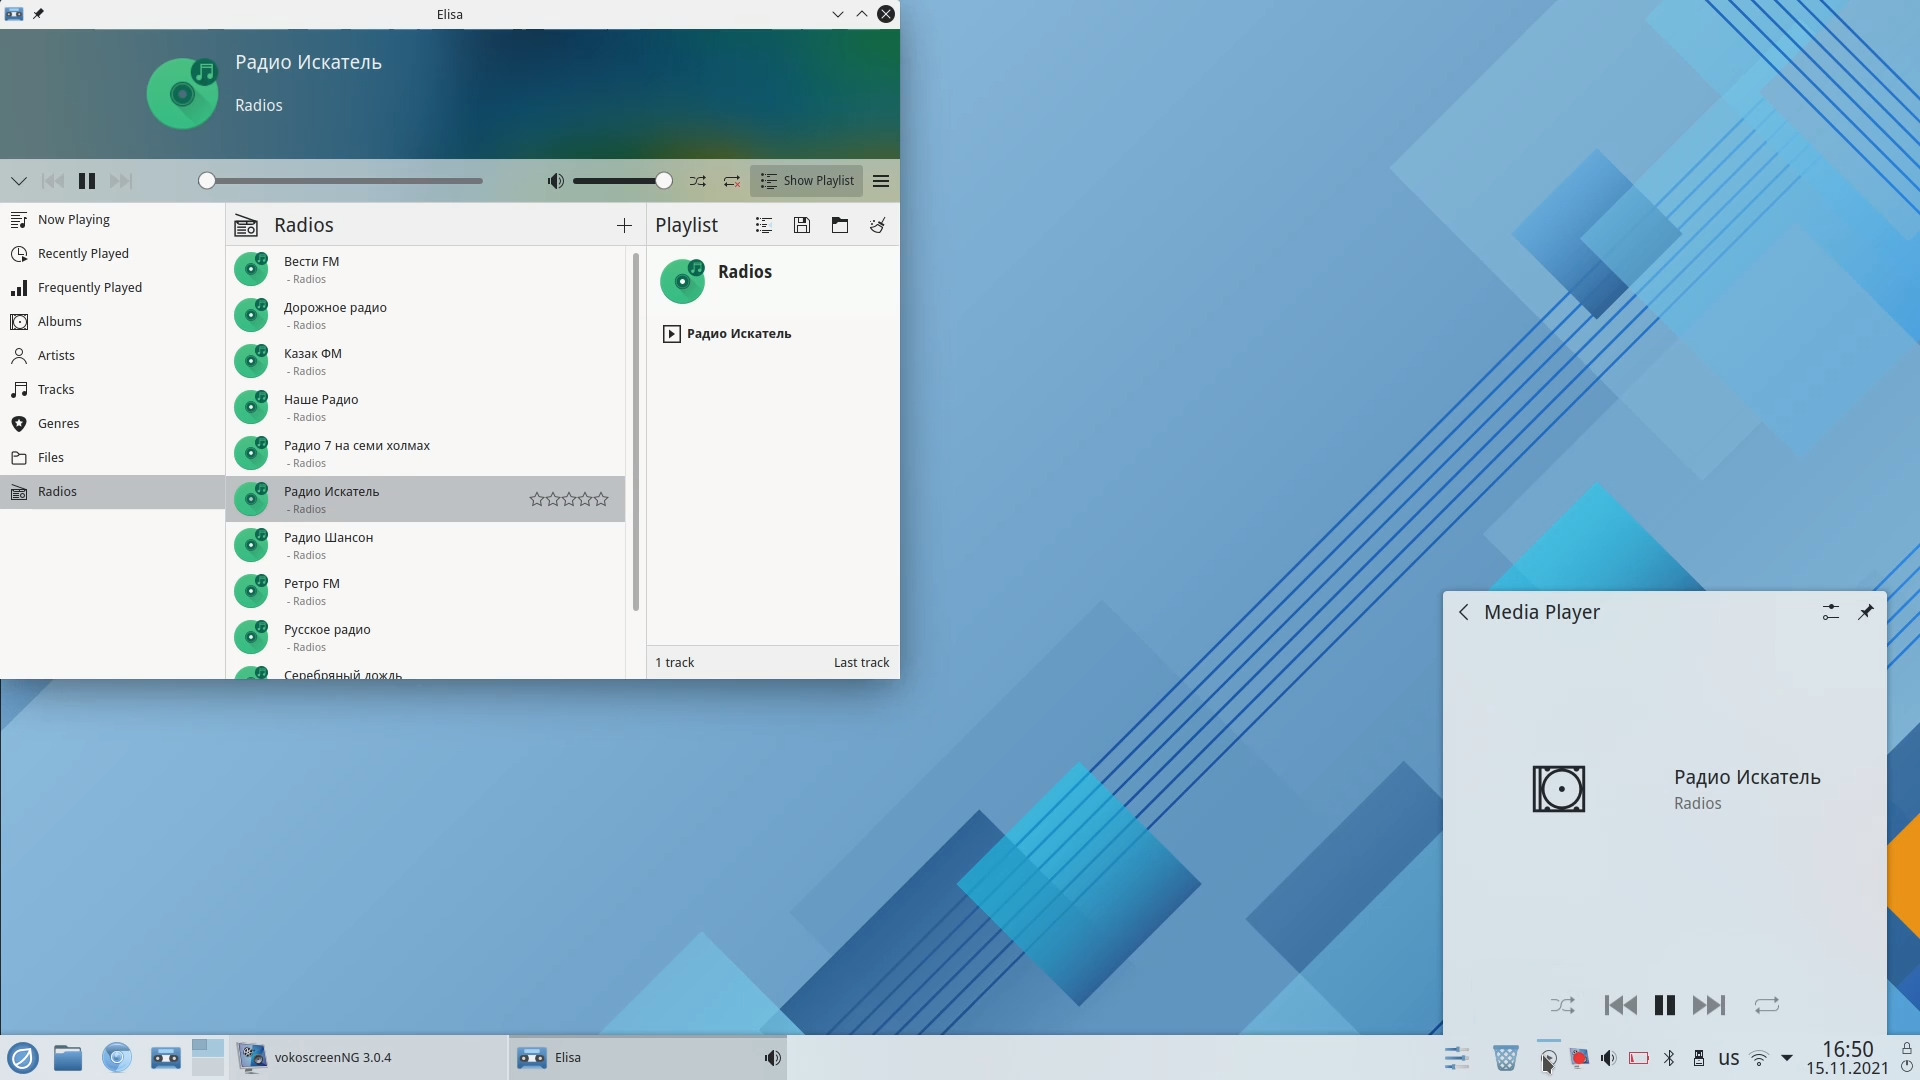 Elisa
Радио Искатель
Radios
Show Playlist
Now Playing
Recently Played
Frequently Played
Albums
Artists
Tracks
Genres
Files
Radios
Radios
Вести FM
- Radios
Дорожное радио
- Radios
Казак ФМ
- Radios
Наше Радио
- Radios
Радио 7 на семи холмах
- Radios
Радио Искатель
- Radios
Радио Шансон
- Radios
Ретро FM
- Radios
Русское радио
- Radios
Серебряный дождь
Playlist
Radios
Радио Искатель
1 track
Last track
Media Player
Радио Искатель
Radios
vokoscreenNG 3.0.4
Elisa
us
16:50
15.11.2021